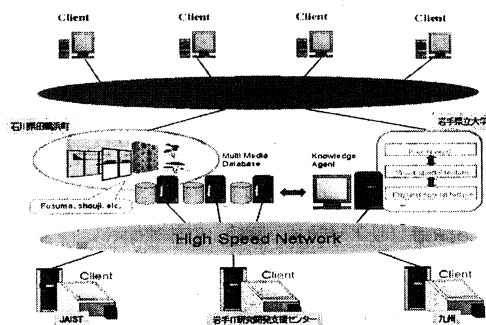 Client
Client
Client
Client
石川県田鶴浜町
岩手県立大学
Multi Media
Database
Knowledge
Agent
Fusuma, shouji, etc.
High Speed Network
Client
Client
Client
JAIST
岩手IT研究開発支援センター
九州